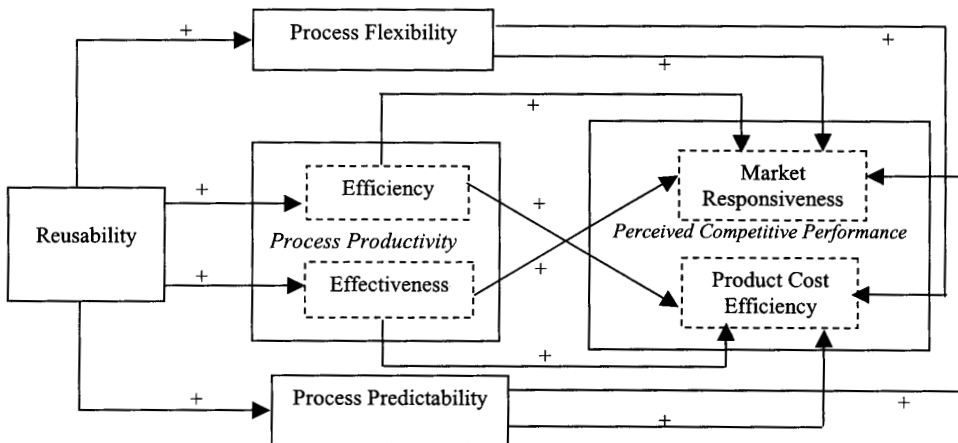 Process Flexibility
+
+
+
+
Efficiency
Market
Responsiveness
+
+
Reusability
Process Productivity
Perceived Competitive Performance
+
+
Effectiveness
Product Cost
Efficiency
+
+
Process Predictability
+
+